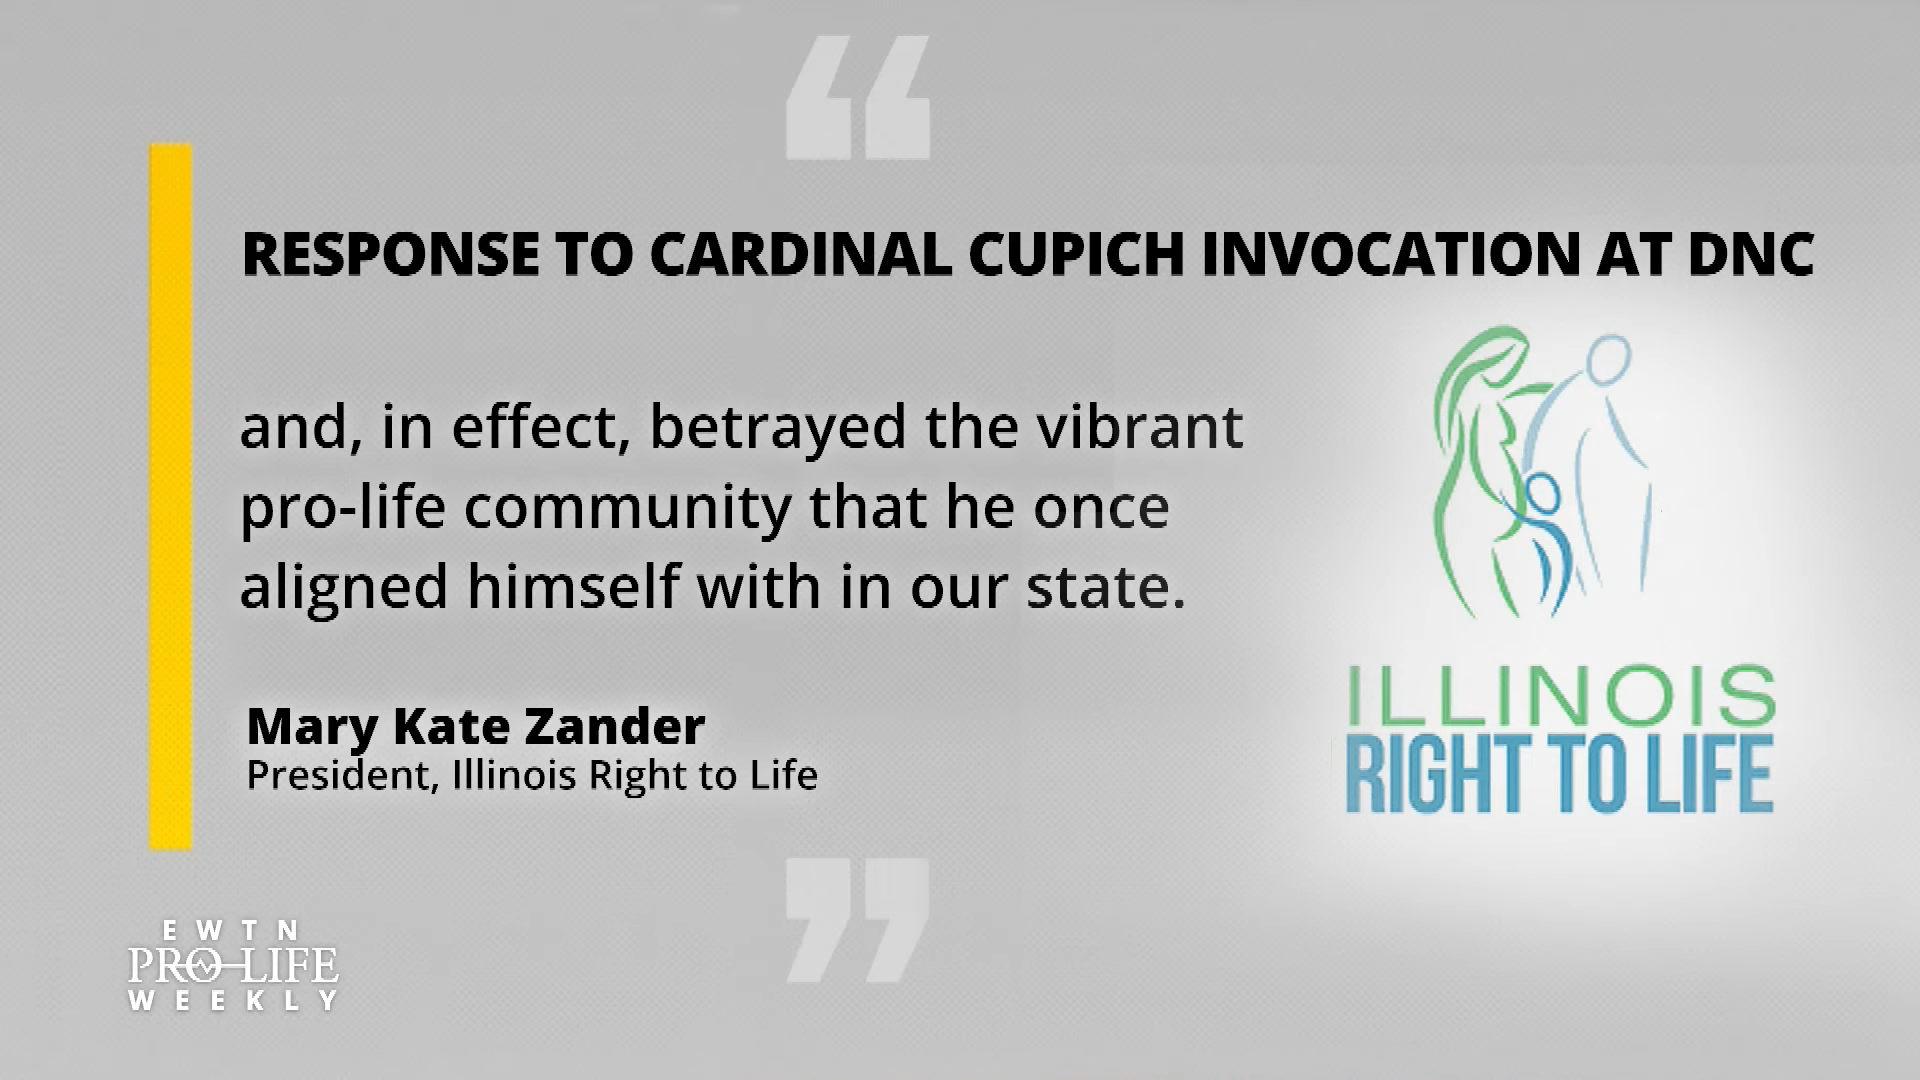 “
RESPONSE TO CARDINAL CUPICH INVOCATION AT DNC
and, in effect, betrayed the vibrant
pro-life community that he once
aligned himself with in our state.
Mary Kate Zander
President, Illinois Right to Life
ILLINOIS
RIGHT TO LIFE
”
EWTN
PRO-LIFE
WEEKLY